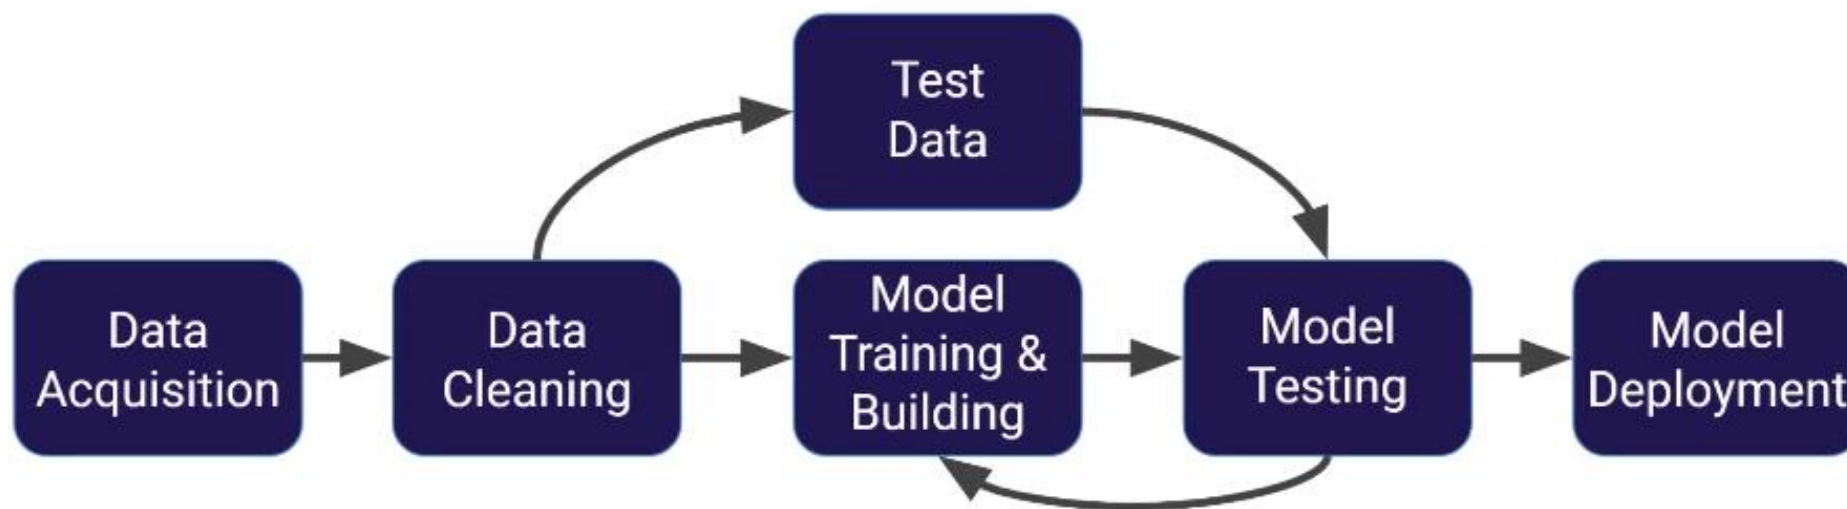 Test
Data
Data
Acquisition
Data
Cleaning
Model
Training &
Building
Model
Testing
Model
Deployment